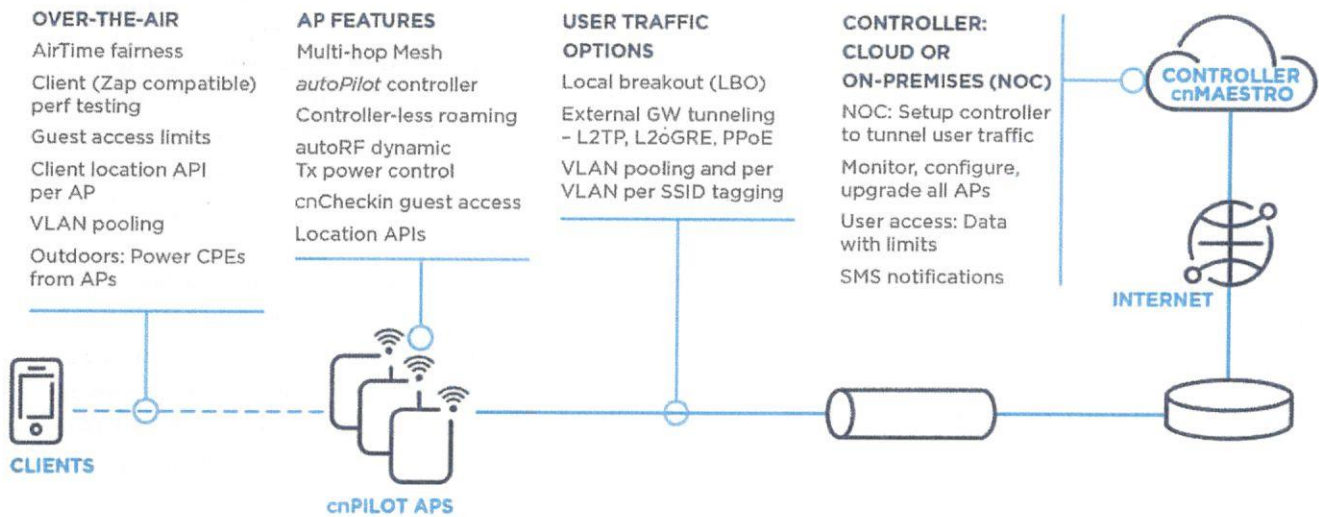 OVER-THE-AIR
AirTime fairness
Client (Zap compatible)
perf testing
Guest access limits
Client location API
per AP
VLAN pooling
Outdoors: Power CPEs
from APs
AP FEATURES
Multi-hop Mesh
autoPilot controller
Controller-less roaming
autoRF dynamic
Tx power control
cnCheckin guest access
Location APIs
USER TRAFFIC
OPTIONS
Local breakout (LBO)
External GW tunneling
– L2TP, L2oGRE, PPoE
VLAN pooling and per
VLAN per SSID tagging
CONTROLLER:
CLOUD OR
ON-PREMISES (NOC)
NOC: Setup controller
to tunnel user traffic
Monitor, configure,
upgrade all APs
User access: Data
with limits
SMS notifications
CONTROLLER
cnMAESTRO
INTERNET
CLIENTS
cnPILOT APS